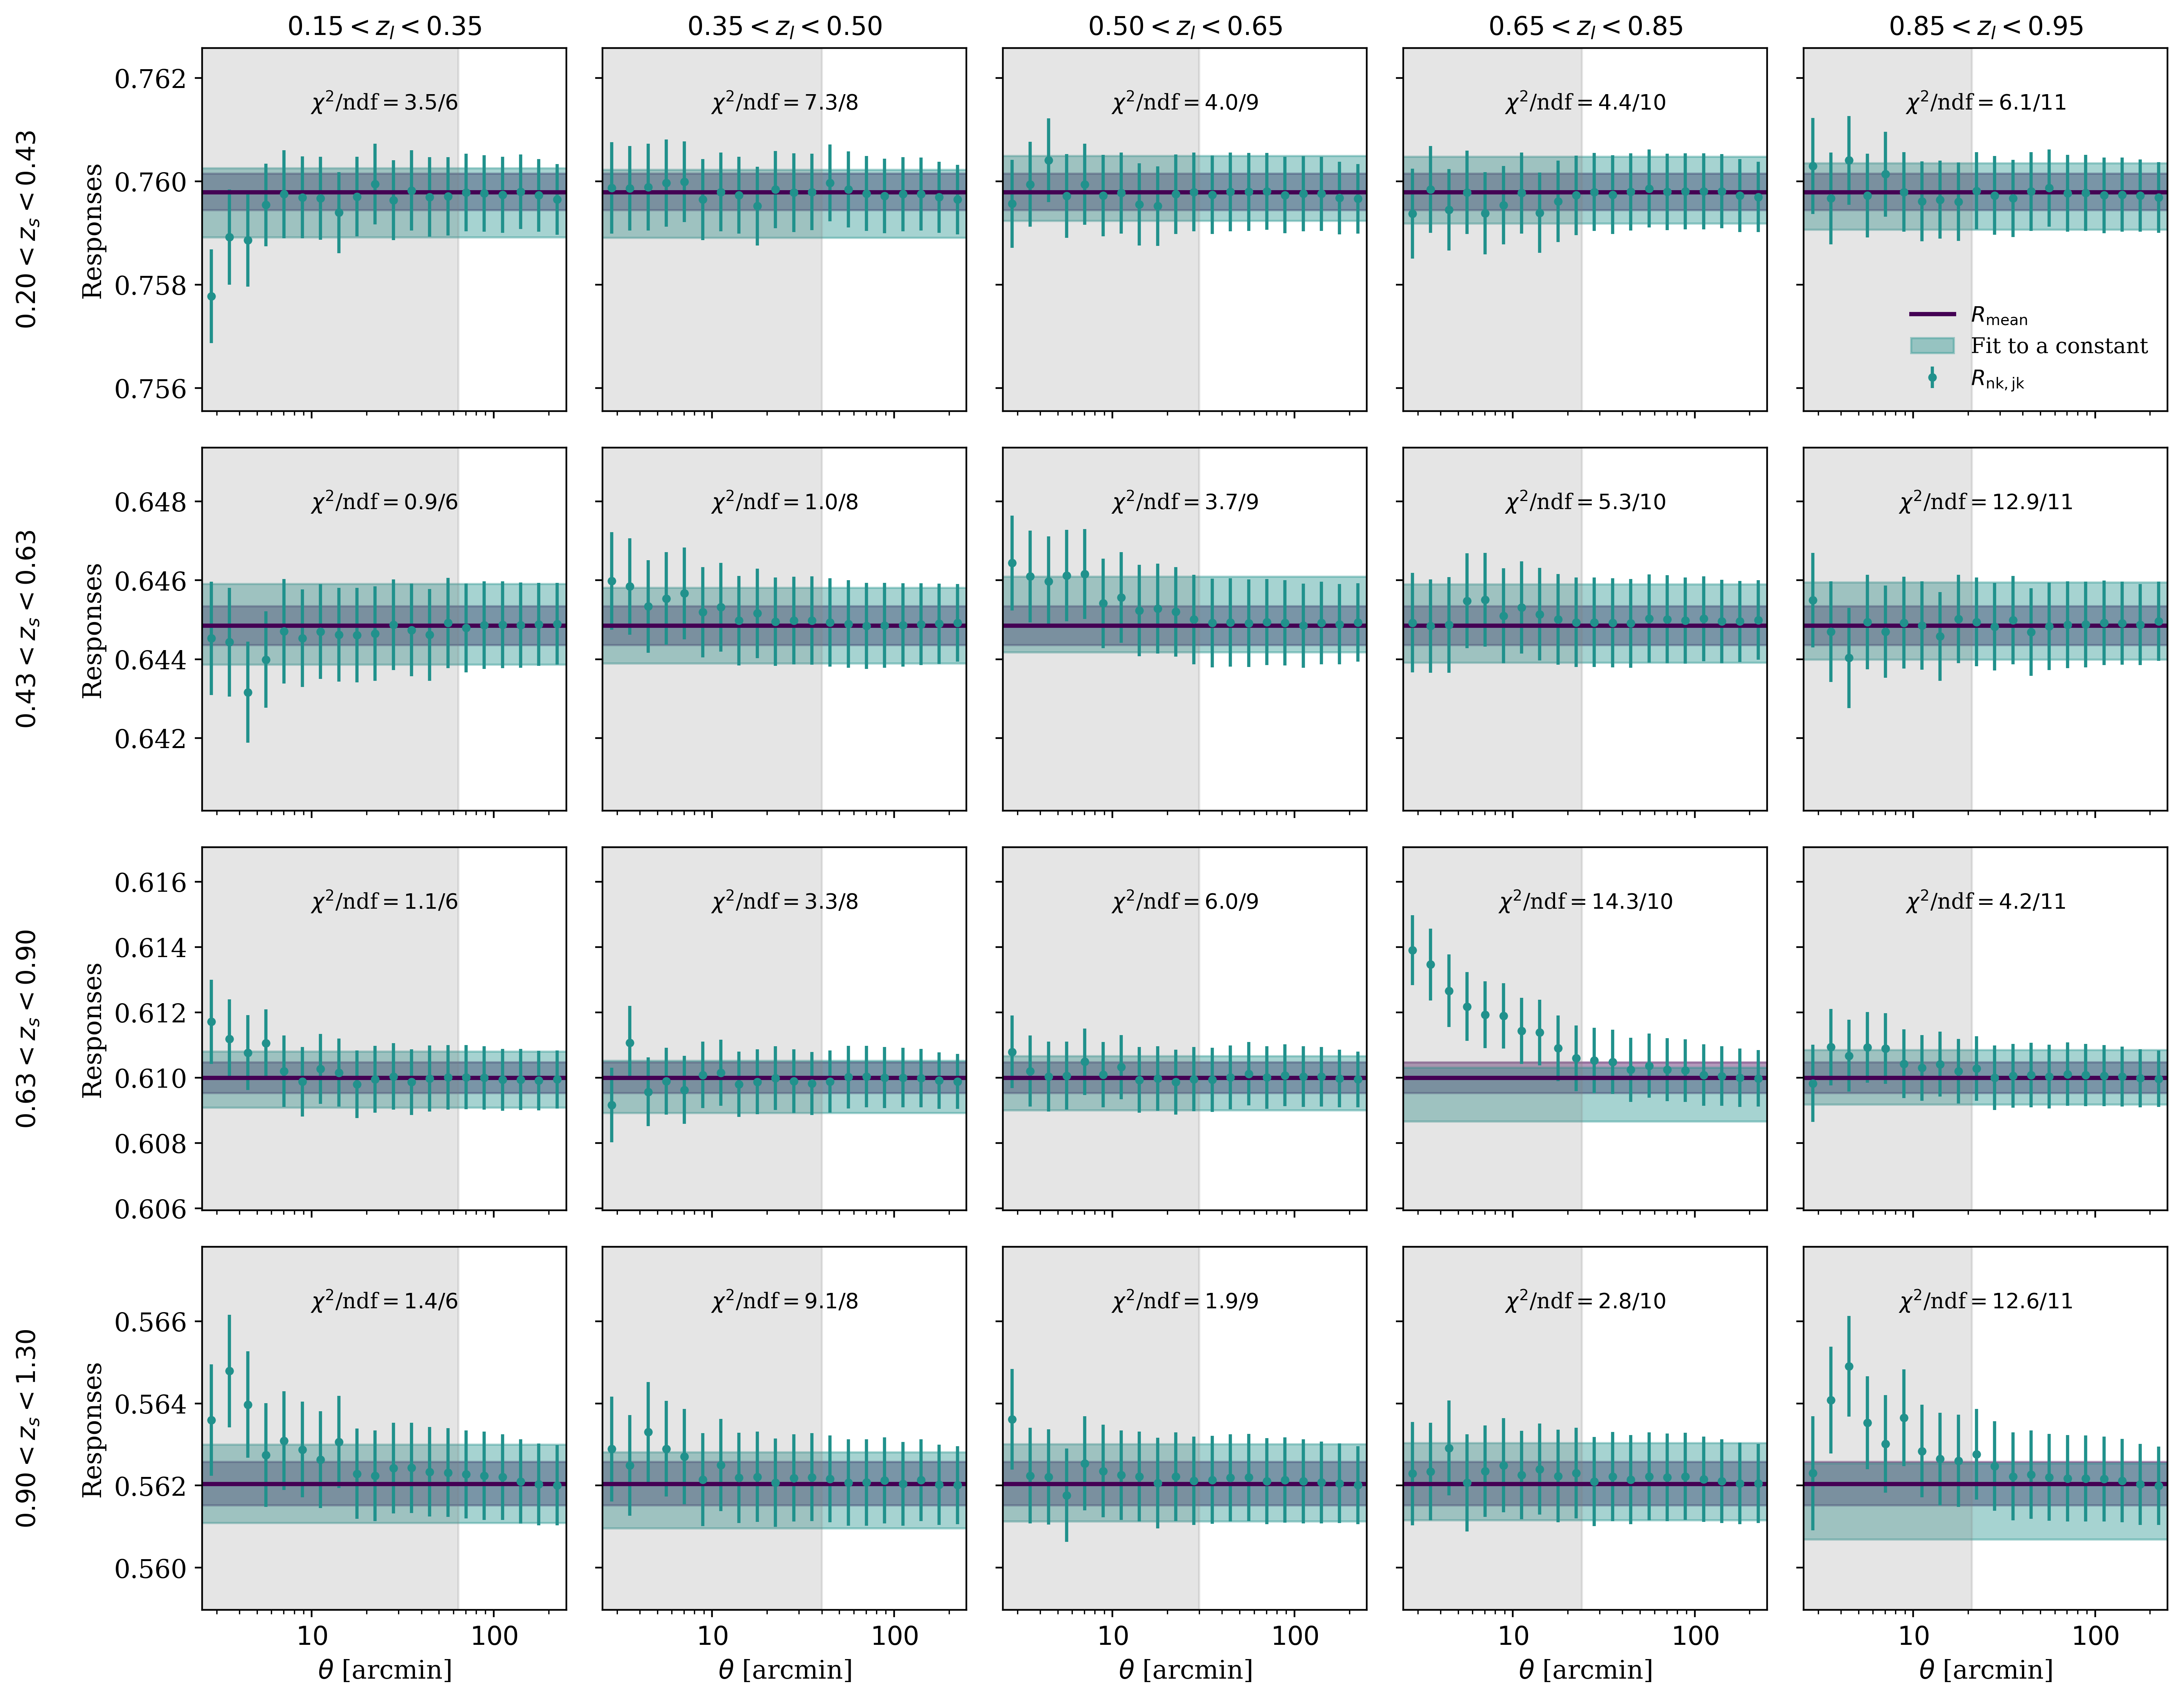 0.15 < z_l < 0.35
0.35 < z_l < 0.50
0.50 < z_l < 0.65
0.65 < z_l < 0.85
0.85 < z_l < 0.95
0.20 < z_s < 0.43
Responses
0.762
0.760
0.758
0.756
χ²/ndf = 3.5/6
χ²/ndf = 7.3/8
χ²/ndf = 4.0/9
χ²/ndf = 4.4/10
χ²/ndf = 6.1/11
R_mean
Fit to a constant
R_nk,jk
0.43 < z_s < 0.63
Responses
0.648
0.646
0.644
0.642
χ²/ndf = 0.9/6
χ²/ndf = 1.0/8
χ²/ndf = 3.7/9
χ²/ndf = 5.3/10
χ²/ndf = 12.9/11
0.63 < z_s < 0.90
Responses
0.616
0.614
0.612
0.610
0.608
0.606
χ²/ndf = 1.1/6
χ²/ndf = 3.3/8
χ²/ndf = 6.0/9
χ²/ndf = 14.3/10
χ²/ndf = 4.2/11
0.90 < z_s < 1.30
Responses
0.566
0.564
0.562
0.560
χ²/ndf = 1.4/6
χ²/ndf = 9.1/8
χ²/ndf = 1.9/9
χ²/ndf = 2.8/10
χ²/ndf = 12.6/11
10 100
10 100
10 100
10 100
10 100
θ [arcmin]
θ [arcmin]
θ [arcmin]
θ [arcmin]
θ [arcmin]